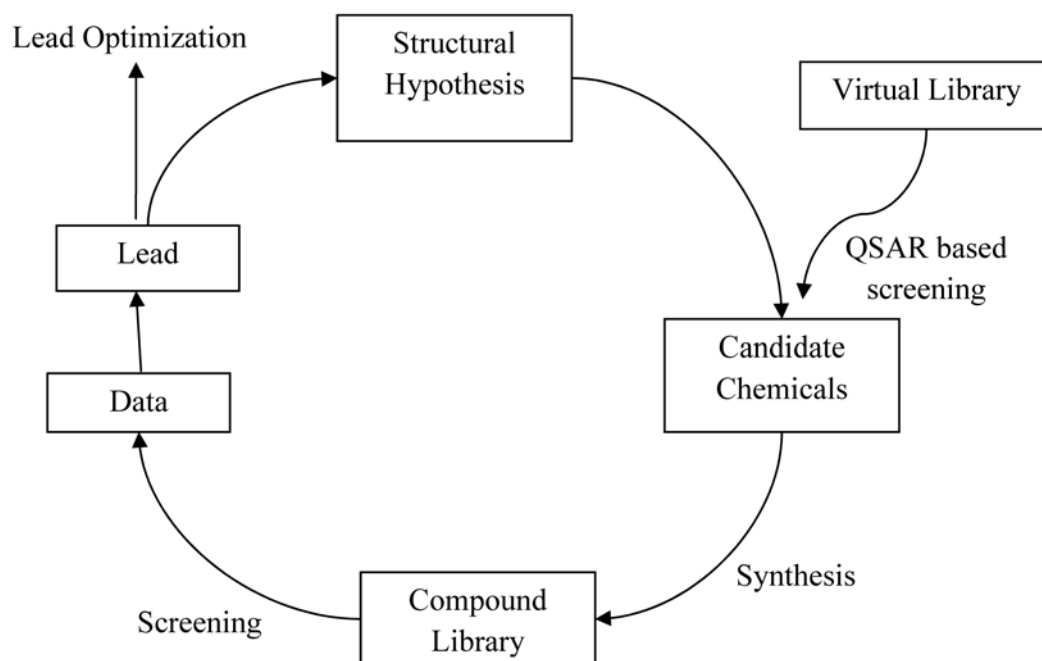 Lead Optimization
Structural
Hypothesis
Virtual Library
Lead
QSAR based
screening
Candidate
Chemicals
Data
Synthesis
Compound
Library
Screening